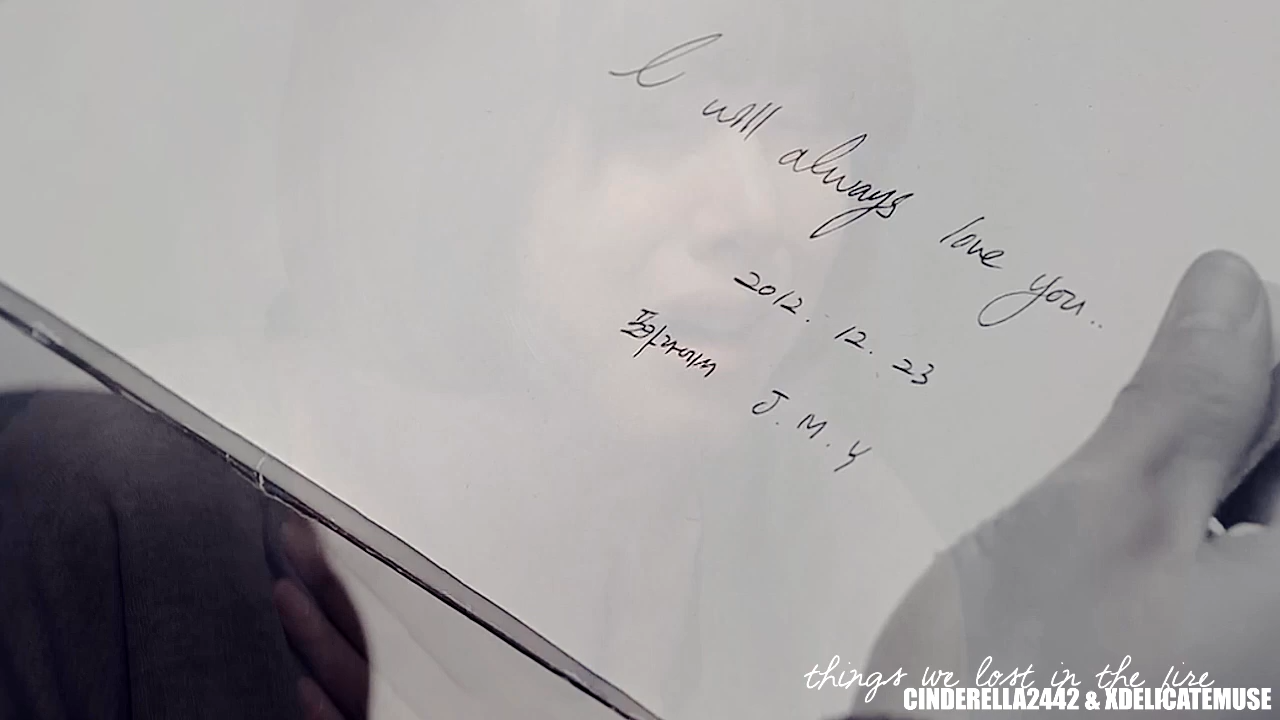 I will always love you..
2012. 12. 23
J. M. Y
things we lost in the fire
CINDERELLA2442 & XDELICATEMUSE